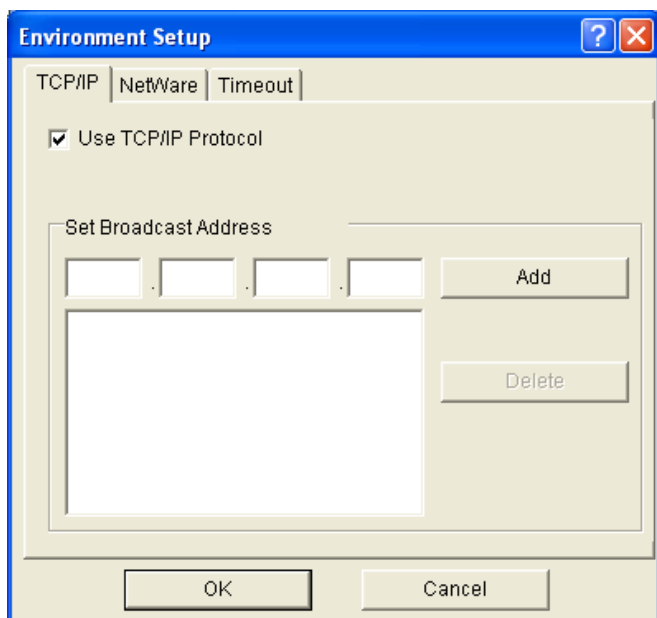 Environment Setup
TCP/IP NetWare Timeout
Use TCP/IP Protocol
Set Broadcast Address
. . . Add
Delete
OK Cancel